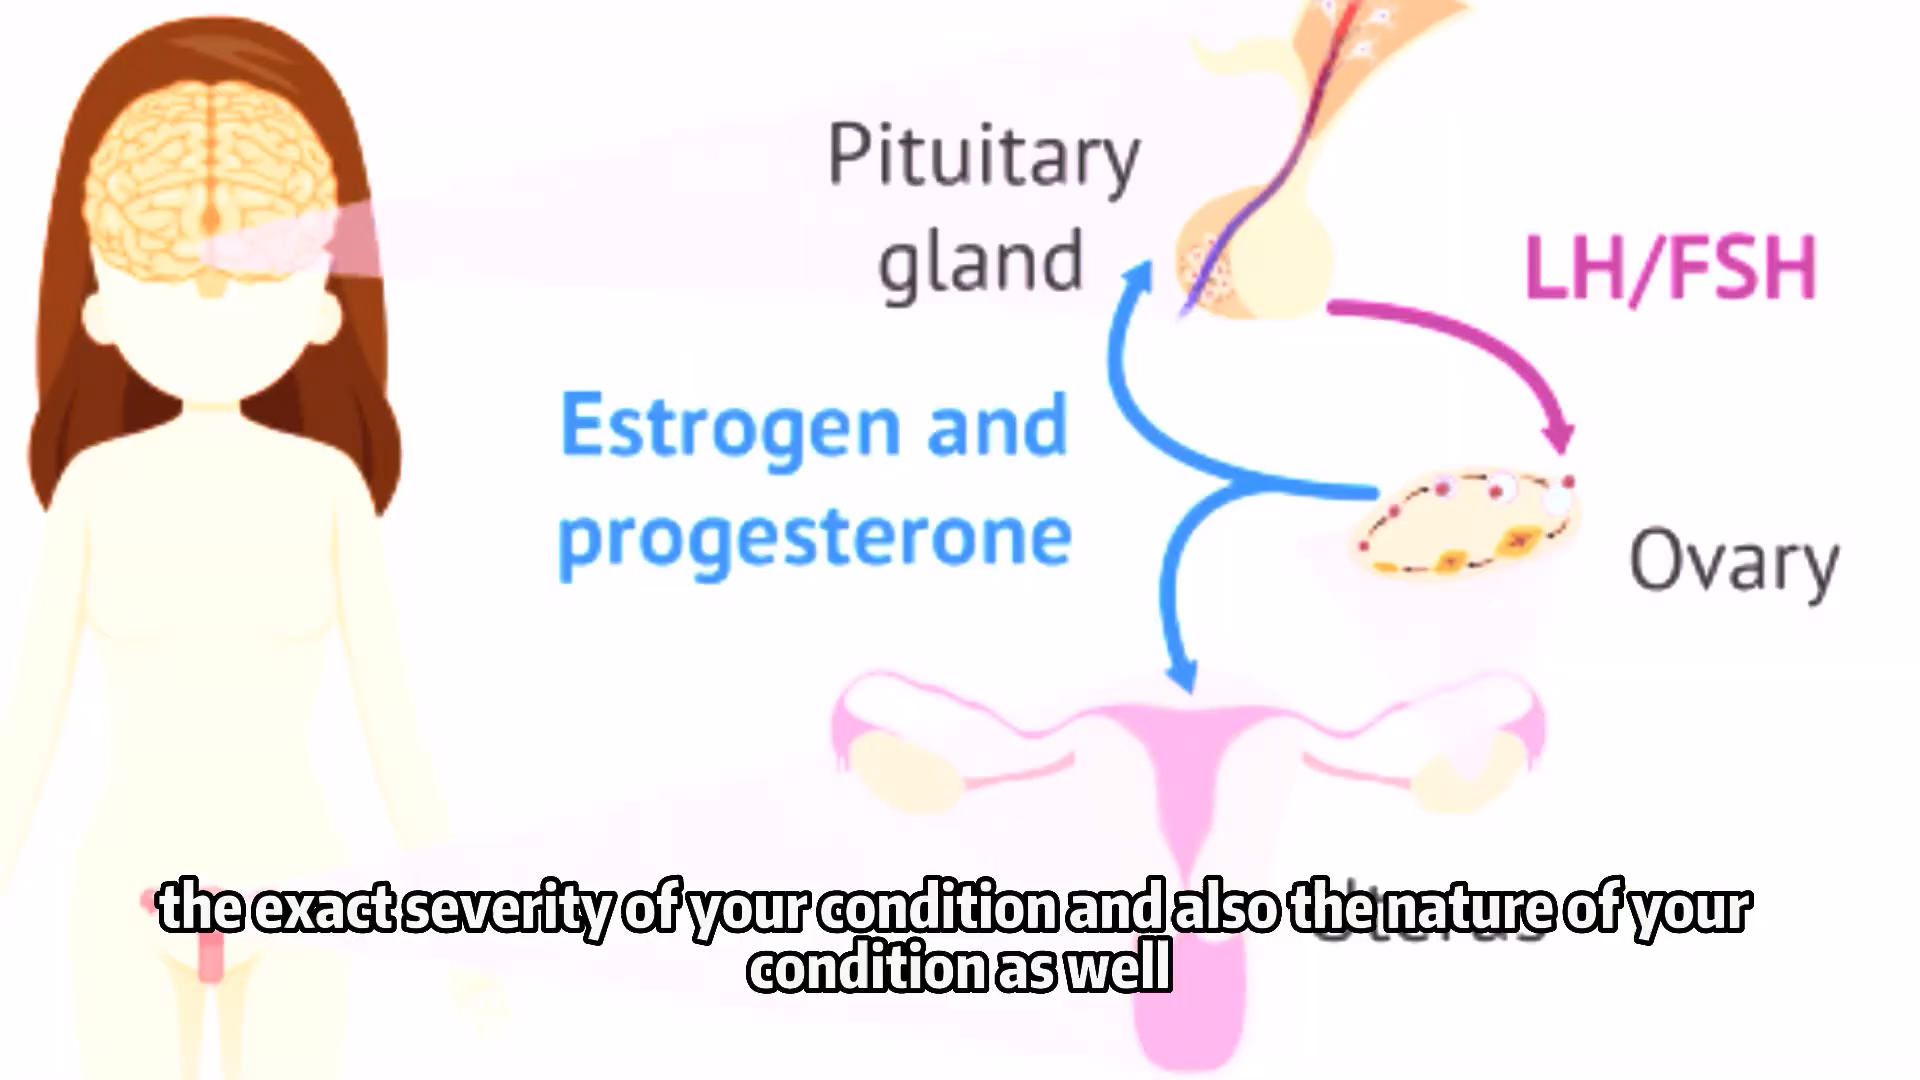 Pituitary
gland
LH/FSH
Estrogen and
progesterone
Ovary
Uterus
the exact severity of your condition and also the nature of your
condition as well